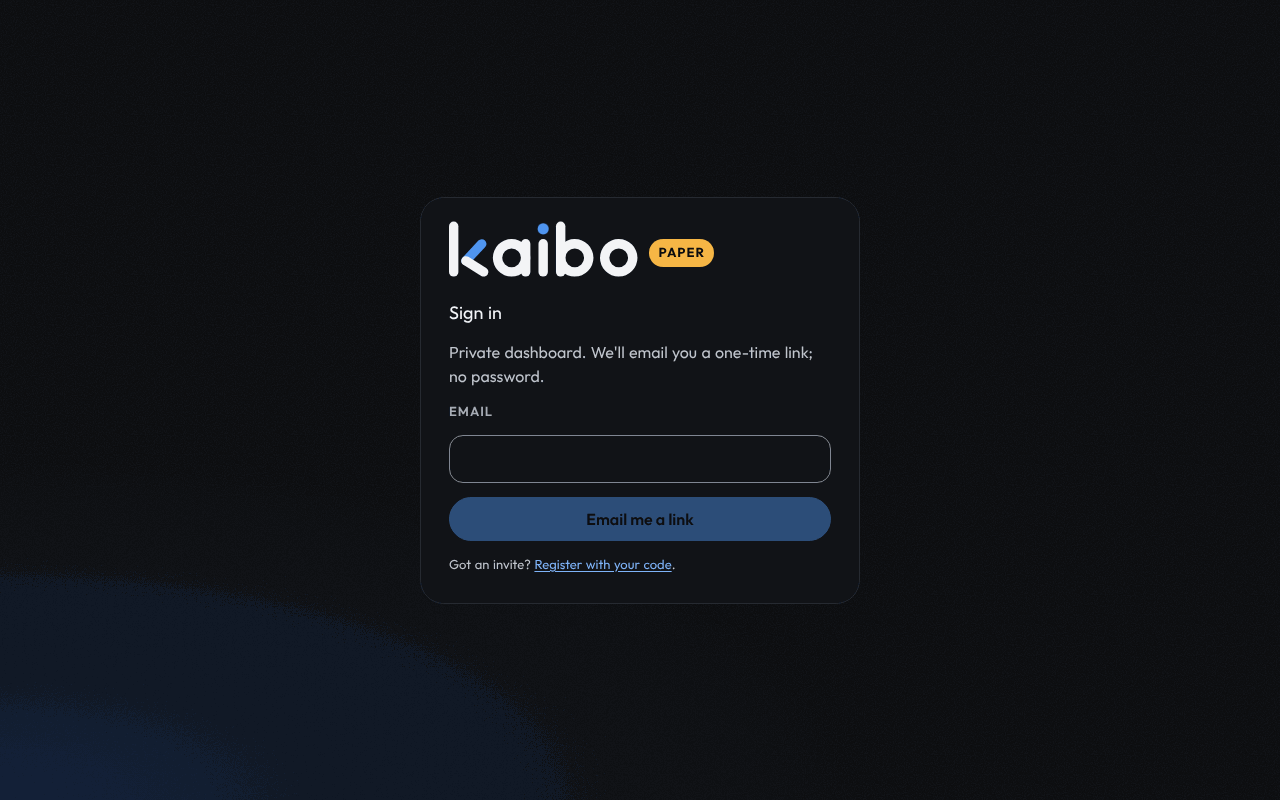 kaibo PAPER
Sign in
Private dashboard. We'll email you a one-time link;
no password.
EMAIL
Email me a link
Got an invite? Register with your code.